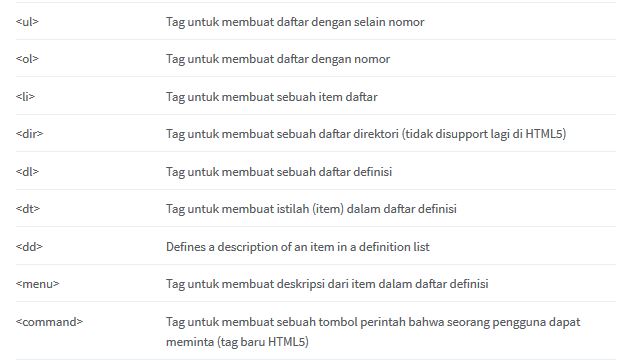 <ul> Tag untuk membuat daftar dengan selain nomor
<ol> Tag untuk membuat daftar dengan nomor
<li> Tag untuk membuat sebuah item daftar
<dir> Tag untuk membuat sebuah daftar direktori (tidak disupport lagi di HTML5)
<dl> Tag untuk membuat sebuah daftar definisi
<dt> Tag untuk membuat istilah (item) dalam daftar definisi
<dd> Defines a description of an item in a definition list
<menu> Tag untuk membuat deskripsi dari item dalam daftar definisi
<command> Tag untuk membuat sebuah tombol perintah bahwa seorang pengguna dapat
meminta (tag baru HTML5)